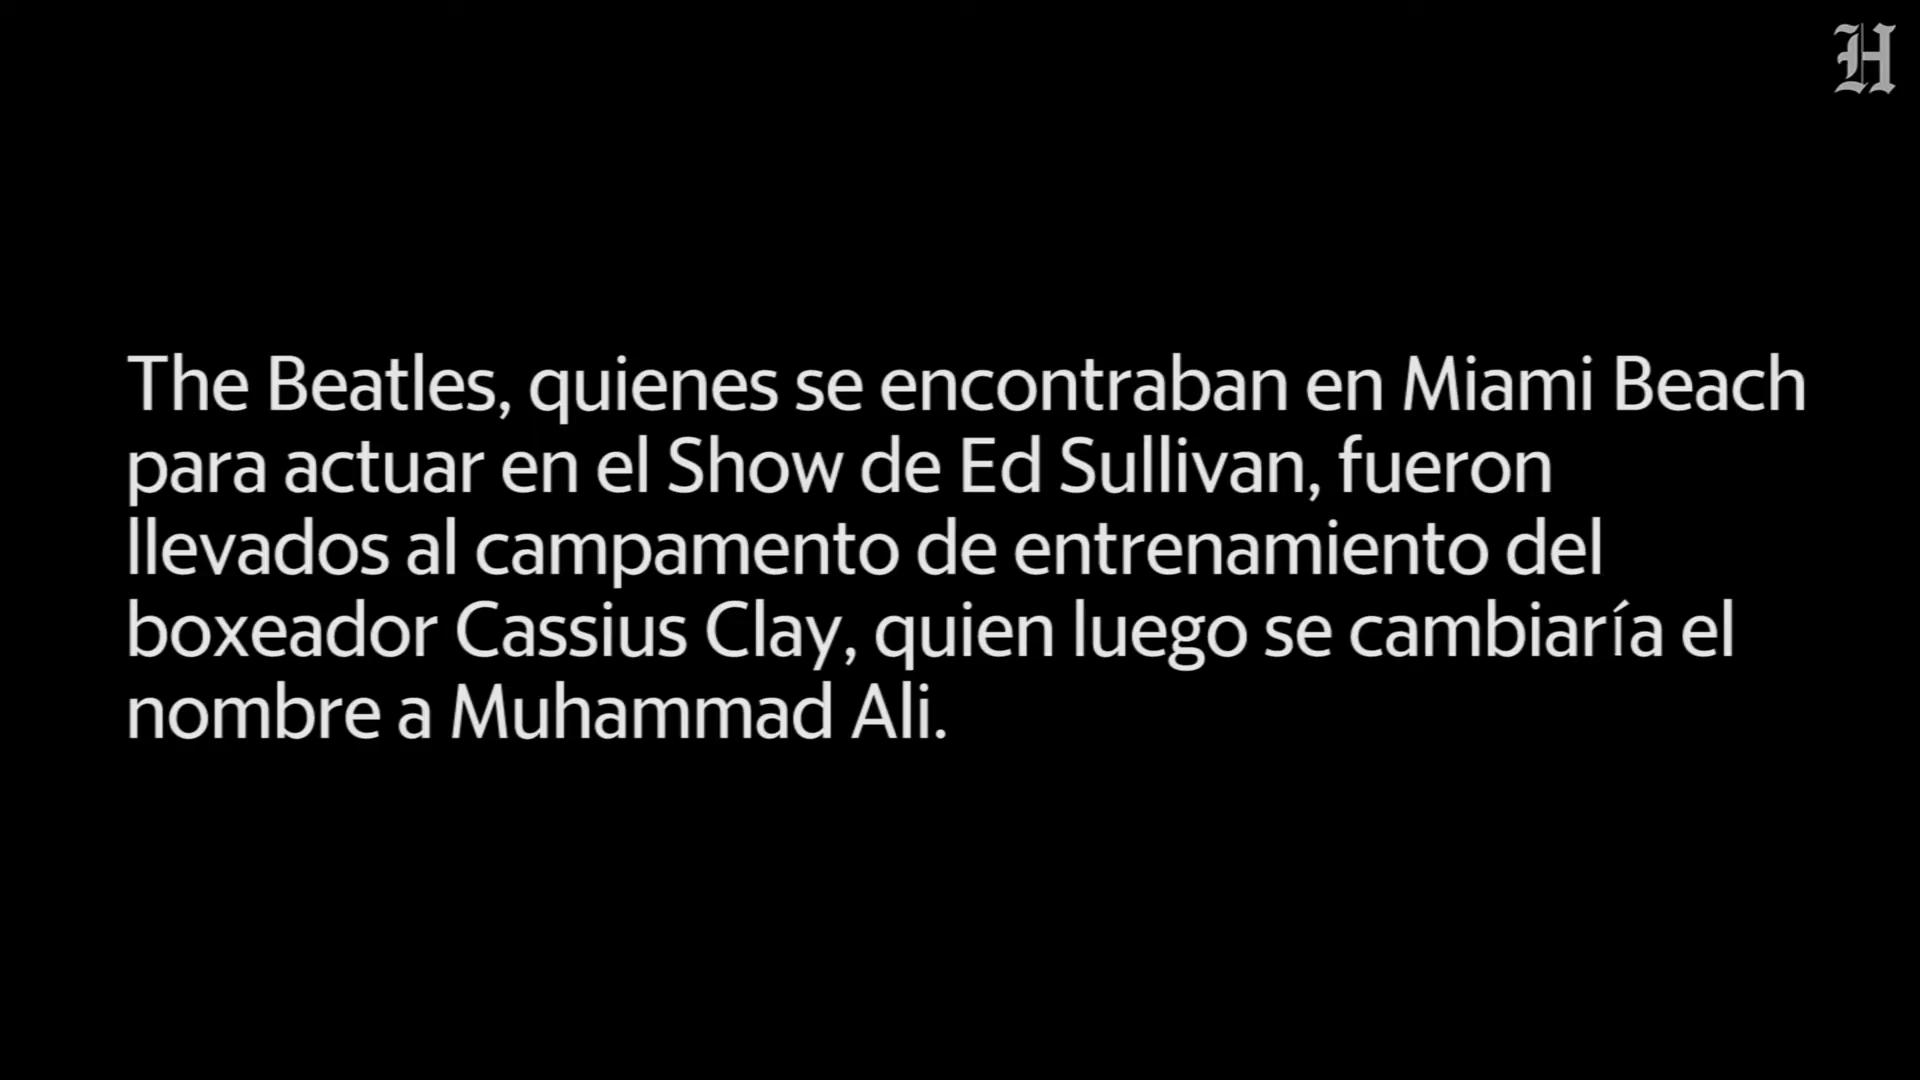 H
The Beatles, quienes se encontraban en Miami Beach
para actuar en el Show de Ed Sullivan, fueron
llevados al campamento de entrenamiento del
boxeador Cassius Clay, quien luego se cambiaría el
nombre a Muhammad Ali.